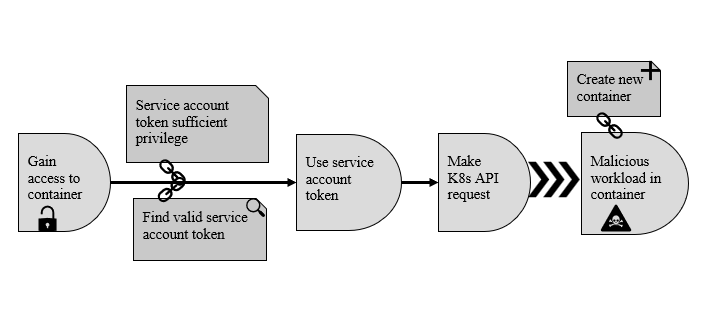 Gain
access to
container
Service account
token sufficient
privilege
Find valid service
account token
Use service
account
token
Make
K8s API
request
Create new
container
Malicious
workload in
container